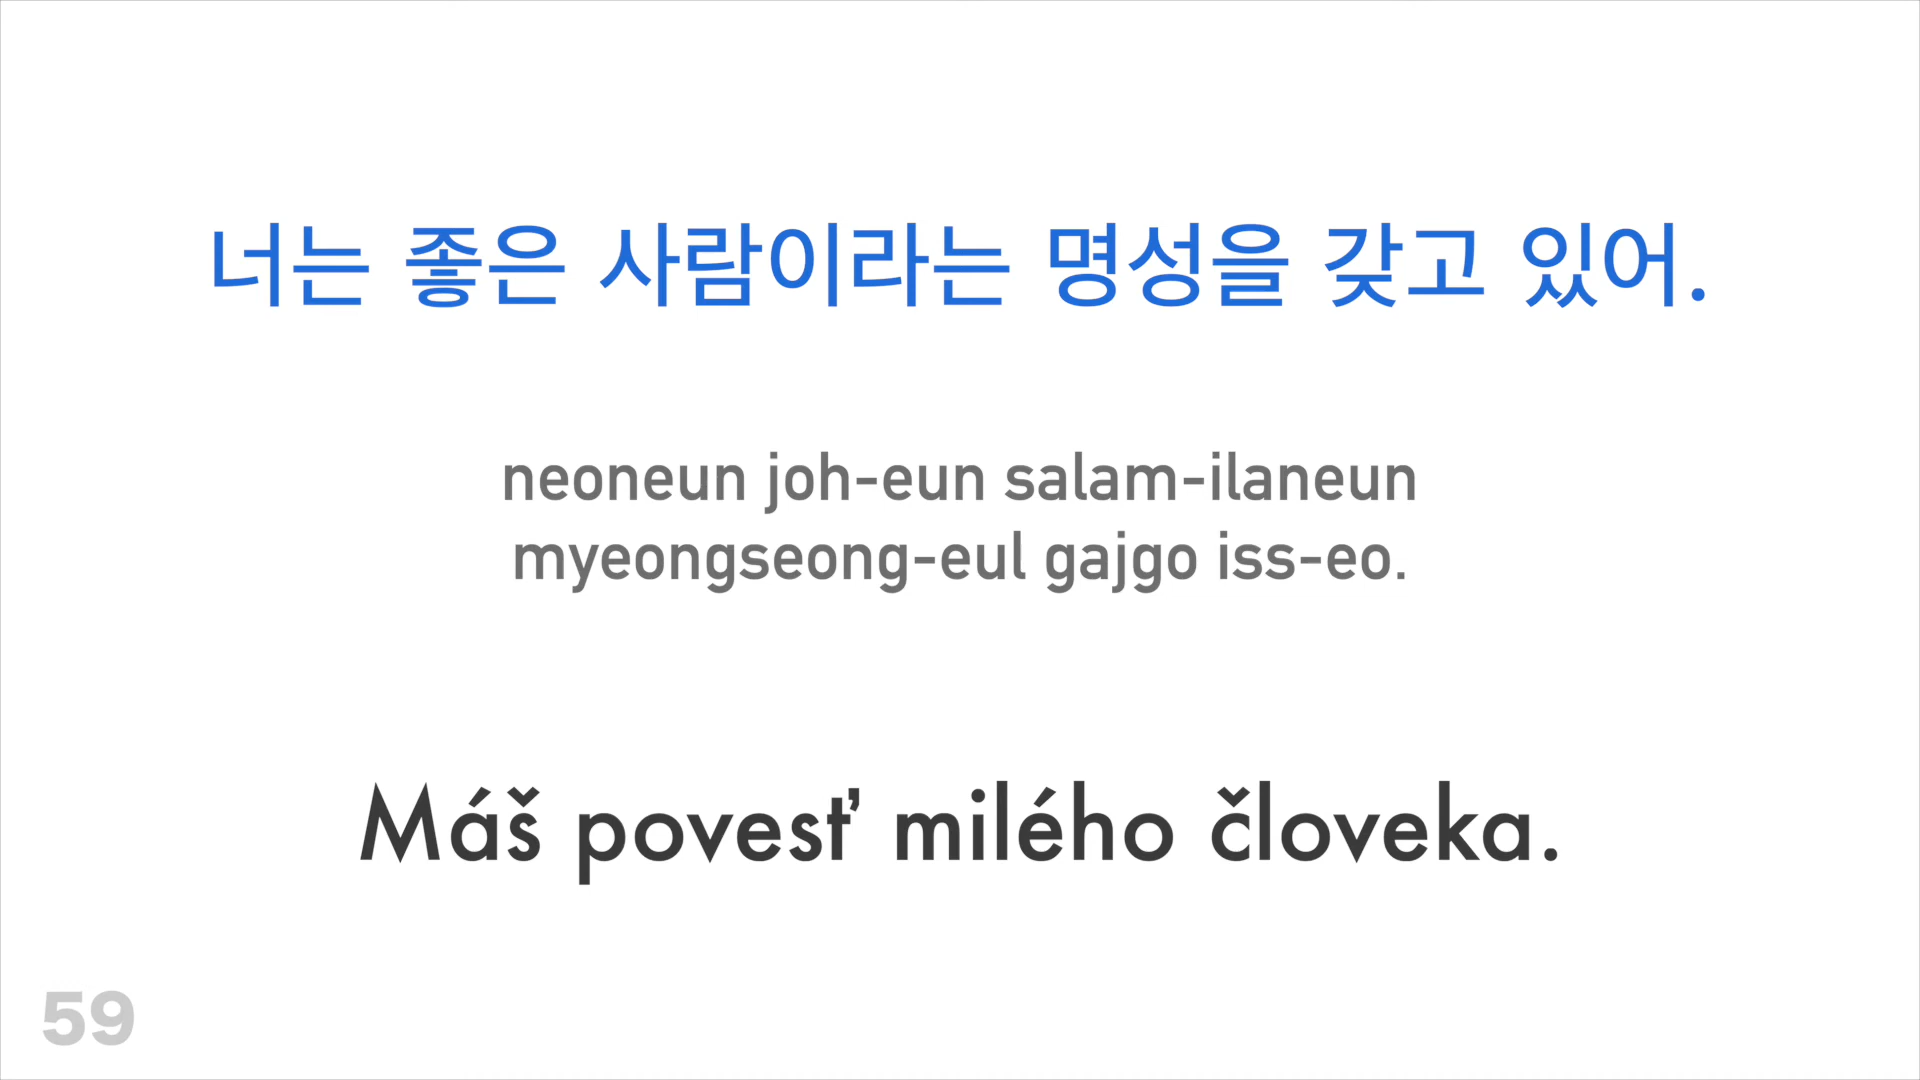 너는 좋은 사람이라는 명성을 갖고 있어.
neoneun joh-eun salam-ilaneun
myeongseong-eul gajgo iss-eo.
Máš povesť milého človeka.
59